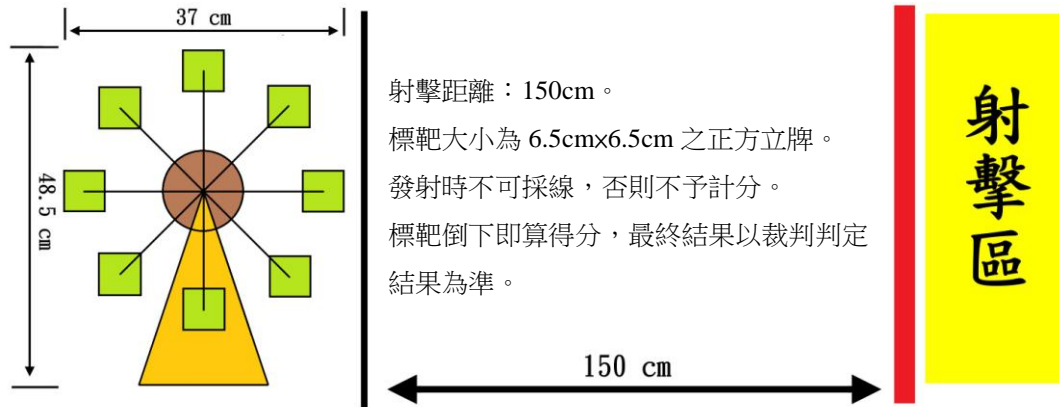 37 cm
48.5 cm
射擊距離：150cm。
標靶大小為 6.5cm×6.5cm 之正方立牌。
發射時不可採線，否則不予計分。
標靶倒下即算得分，最終結果以裁判判定
結果為準。
150 cm
射擊區